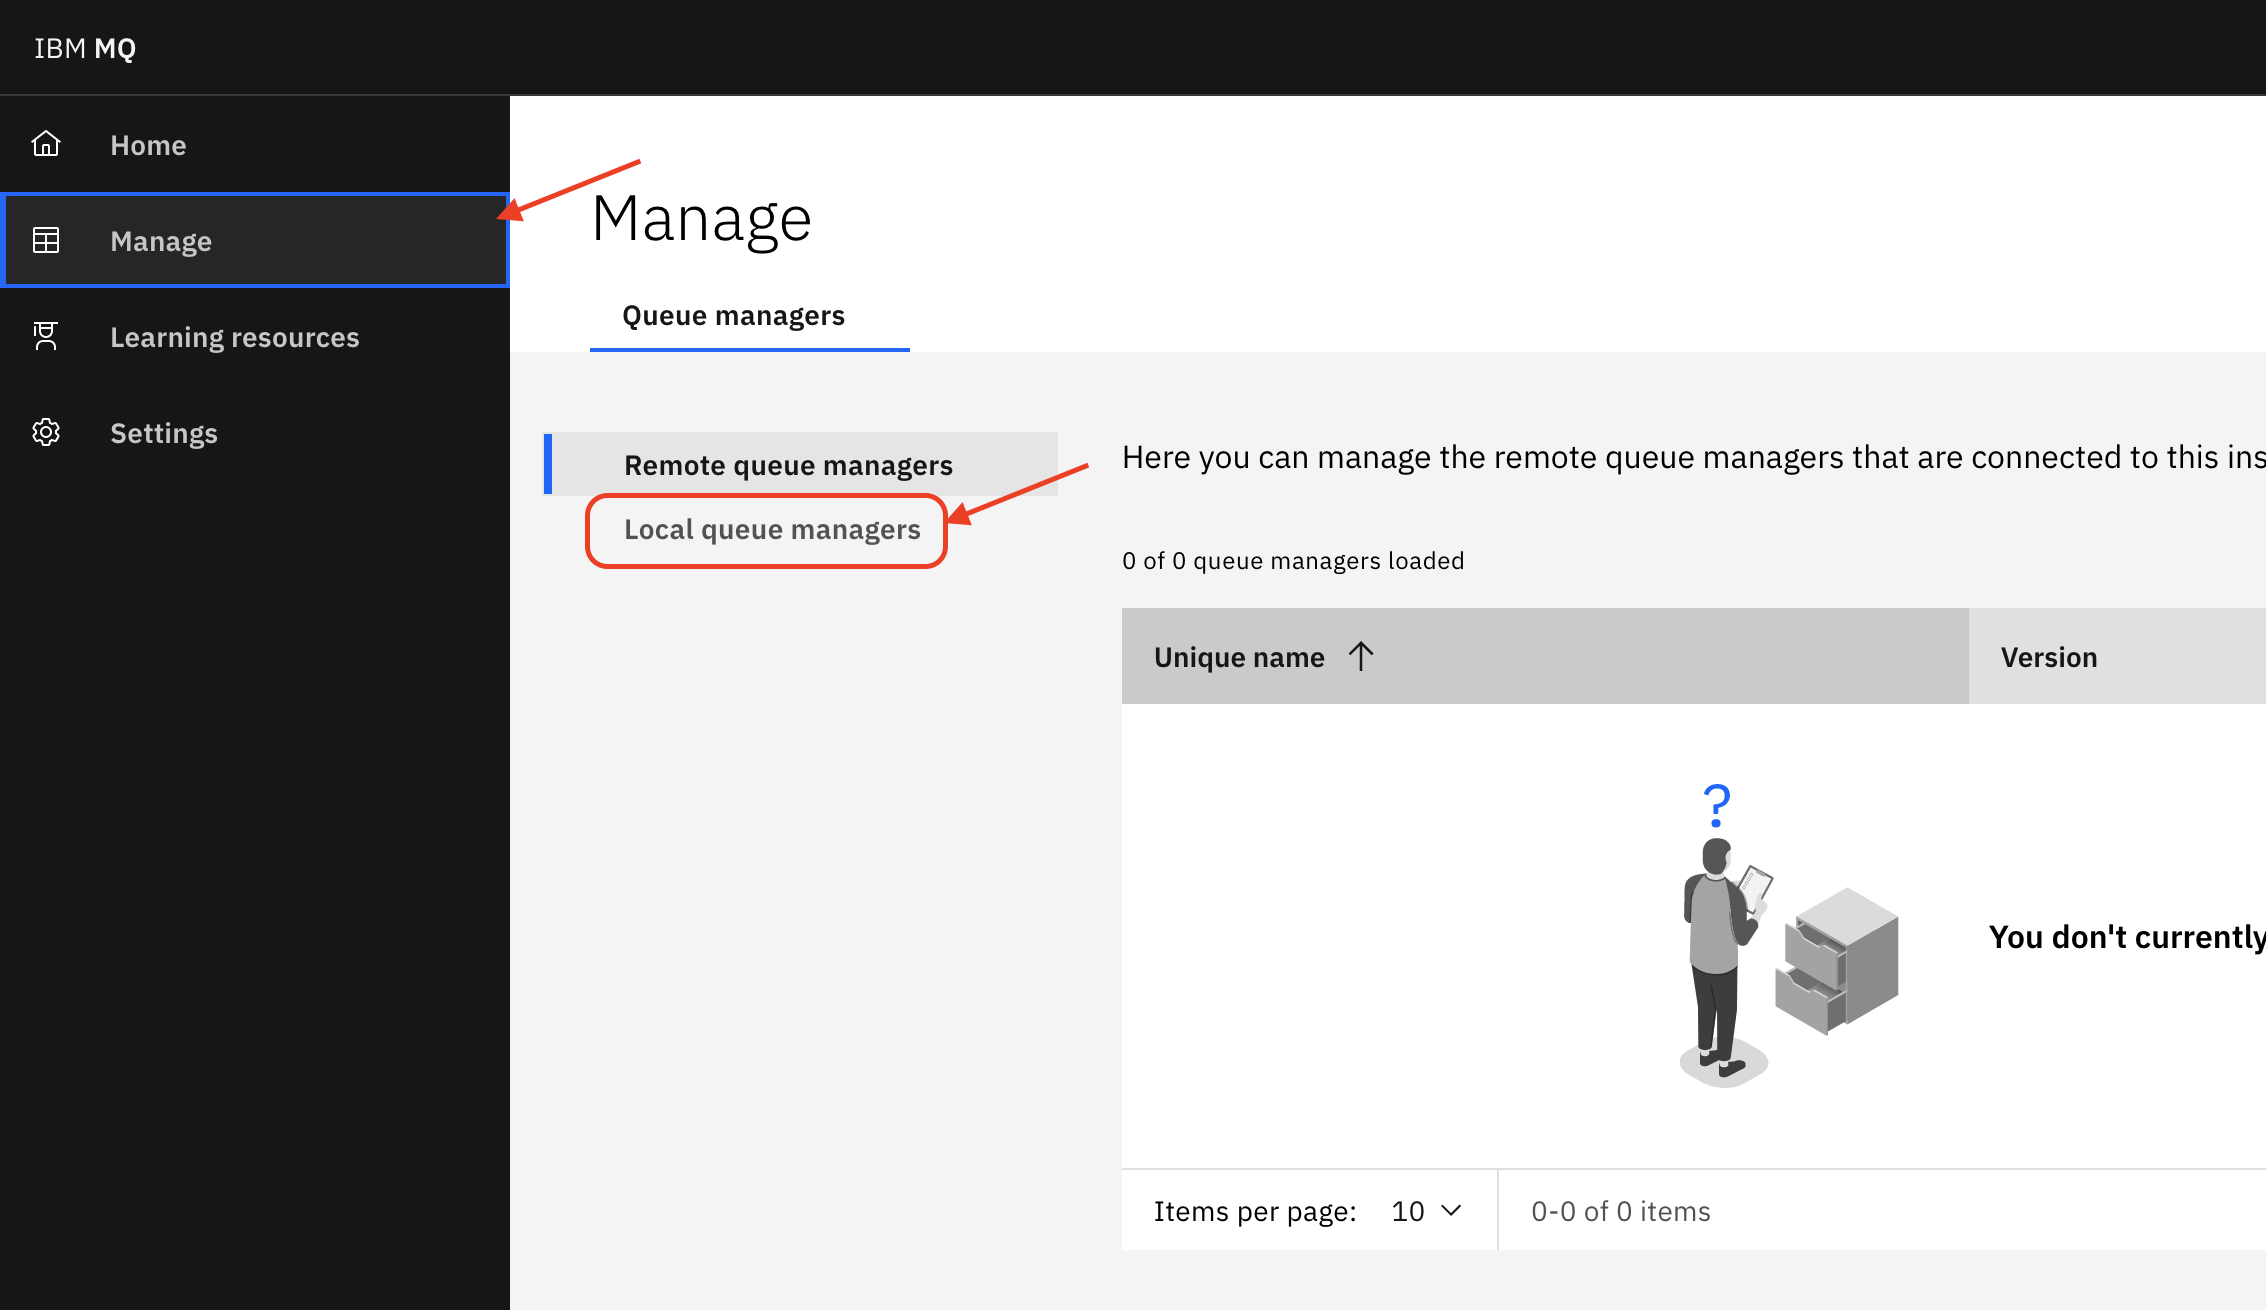 IBM MQ
Home
Manage
Learning resources
Settings
Manage
Queue managers
Remote queue managers
Local queue managers
Here you can manage the remote queue managers that are connected to this ins
0 of 0 queue managers loaded
Unique name
Version
?
You don't currently
Items per page: 10
0-0 of 0 items